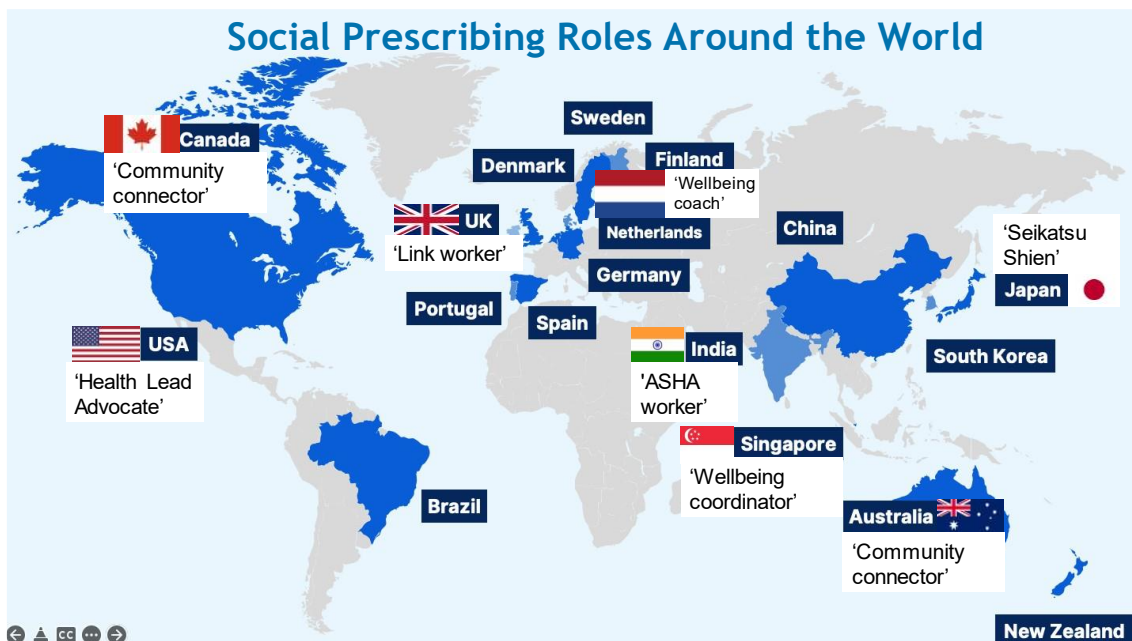 Social Prescribing Roles Around the World
Canada
‘Community
connector’
Sweden
Denmark
Finland
‘Wellbeing
coach’
Netherlands
UK
‘Link worker’
Germany
Portugal
Spain
China
‘Seikatsu
Shien’
Japan
South Korea
USA
‘Health Lead
Advocate’
India
'ASHA
worker’
Singapore
‘Wellbeing
coordinator’
Brazil
Australia
‘Community
connector’
New Zealand
CC